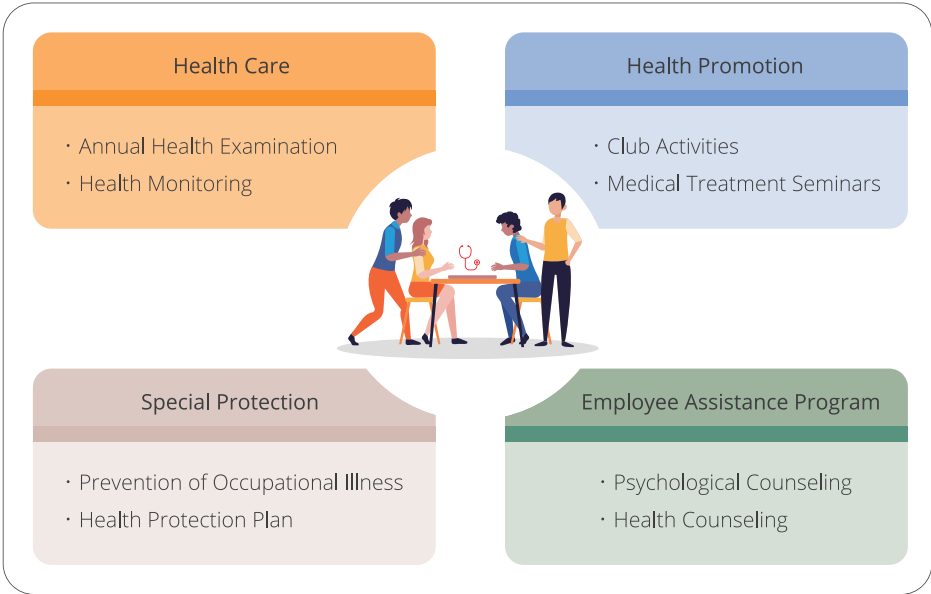 Health Care
· Annual Health Examination
· Health Monitoring
Health Promotion
· Club Activities
· Medical Treatment Seminars
Special Protection
· Prevention of Occupational Illness
· Health Protection Plan
Employee Assistance Program
· Psychological Counseling
· Health Counseling